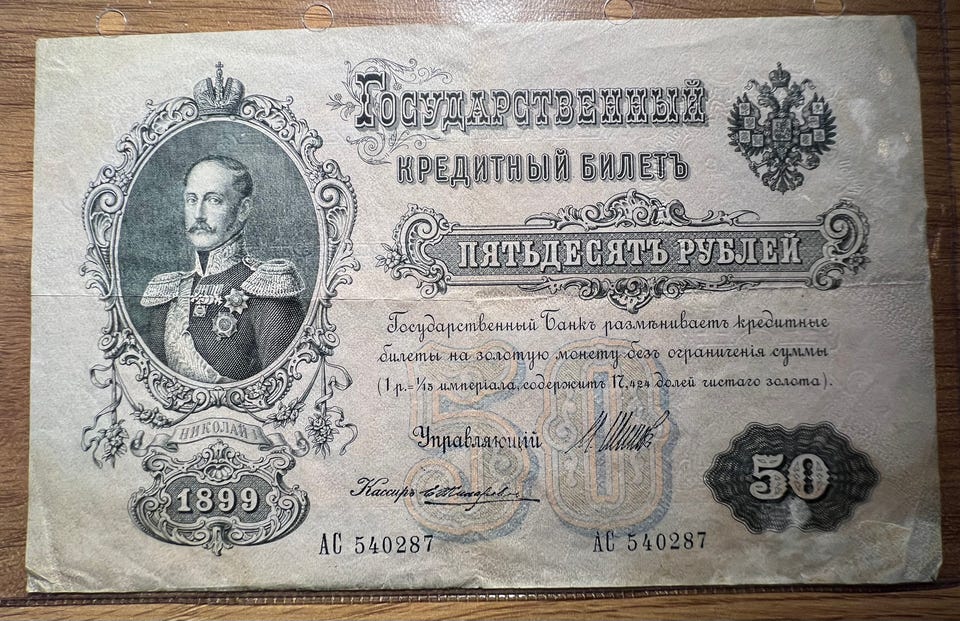 Государственный
кредитный билетъ
пятьдесятъ рублей
Государственный Банкъ размѣниваетъ кредитные
билеты на золотую монету безъ ограниченія суммы
(1 р.= 1/15 имперіала, содержитъ 17,424 долей чистаго золота).
50
Управляющій
50
Кассиръ
НИКОЛАЙ I
1899
АС 540287
АС 540287